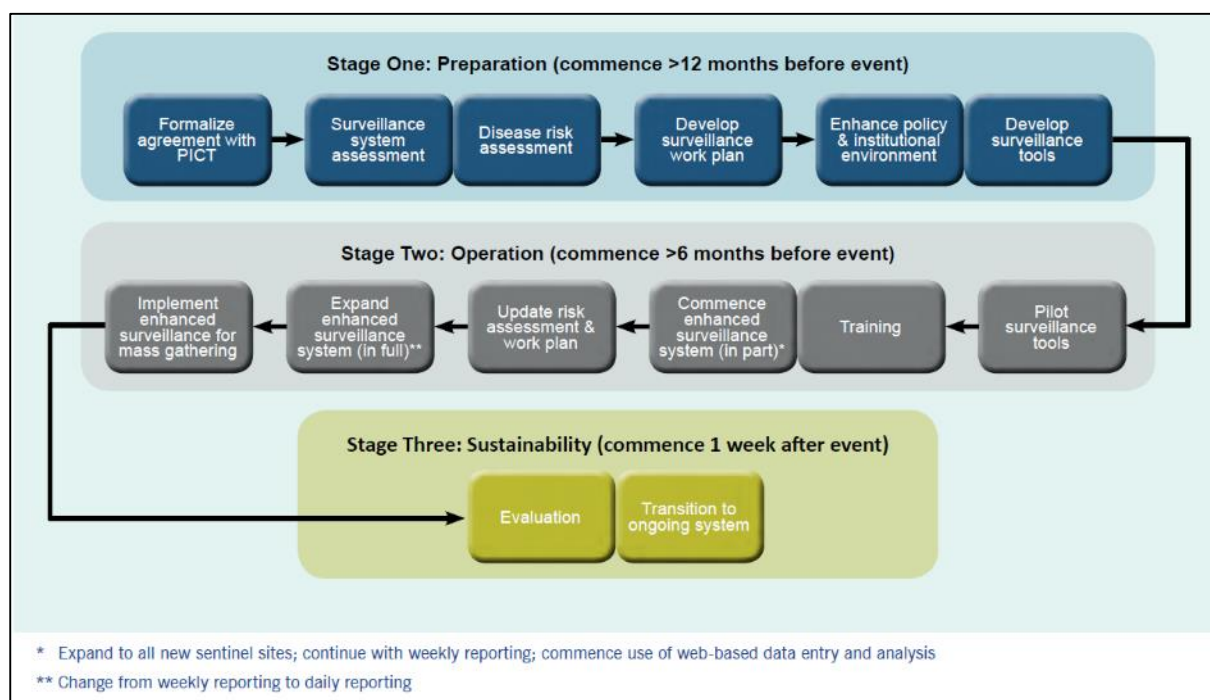 Stage One: Preparation (commence >12 months before event)
Formalize
agreement with PICT
Surveillance
system
assessment
Disease risk
assessment
Develop
surveillance
work plan
Enhance policy
& institutional
environment
Develop
surveillance
tools
Stage Two: Operation (commence >6 months before event)
Implement
enhanced
surveillance for
mass gathering
Expand
enhanced
surveillance
system (in full)**
Update risk
assessment &
work plan
Commence
enhanced
surveillance
system (in part)*
Training
Pilot
surveillance
tools
Stage Three: Sustainability (commence 1 week after event)
Evaluation
Transition to
ongoing system
* Expand to all new sentinel sites; continue with weekly reporting; commence use of web-based data entry and analysis
** Change from weekly reporting to daily reporting